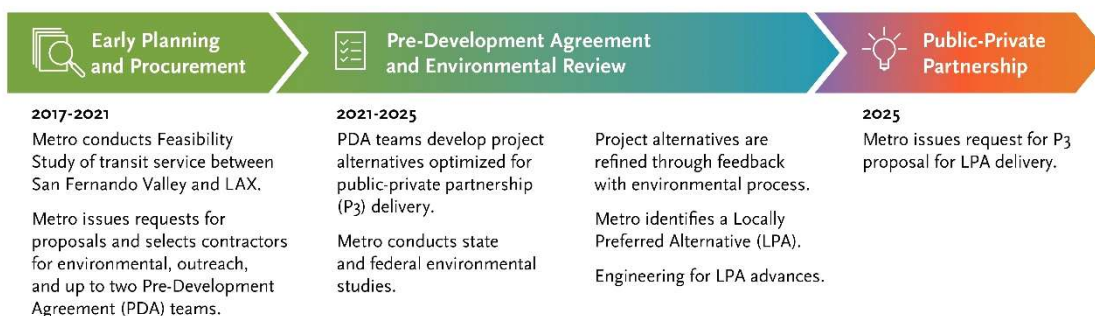 Early Planning
and Procurement
Pre-Development Agreement
and Environmental Review
Public-Private
Partnership
2017-2021
Metro conducts Feasibility
Study of transit service between
San Fernando Valley and LAX.
Metro issues requests for
proposals and selects contractors
for environmental, outreach,
and up to two Pre-Development
Agreement (PDA) teams.
2021-2025
PDA teams develop project
alternatives optimized for
public-private partnership
(P3) delivery.
Metro conducts state
and federal environmental
studies.
Project alternatives are
refined through feedback
with environmental process.
Metro identifies a Locally
Preferred Alternative (LPA).
Engineering for LPA advances.
2025
Metro issues request for P3
proposal for LPA delivery.